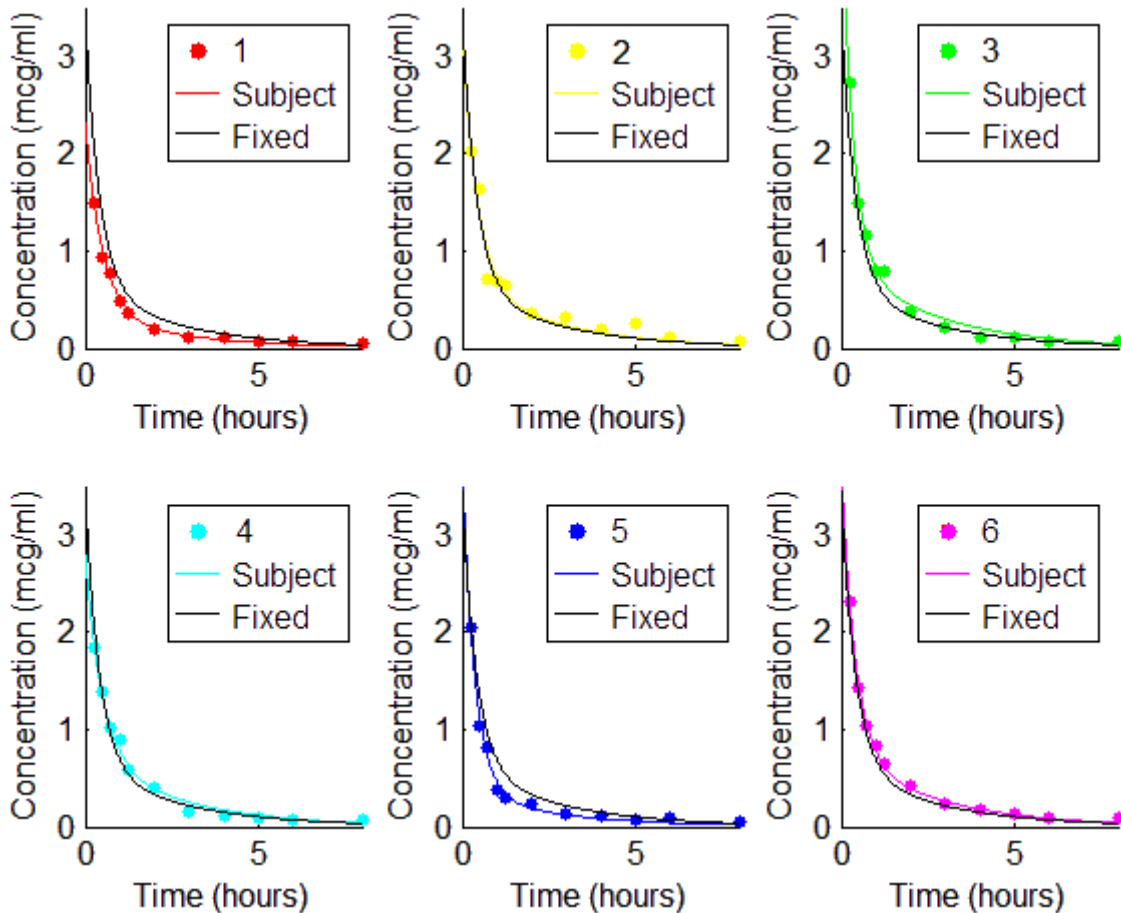 Concentration (mcg/ml)
3
2
1
0
0
5
Time (hours)
1
Subject
Fixed
Concentration (mcg/ml)
3
2
1
0
0
5
Time (hours)
2
Subject
Fixed
Concentration (mcg/ml)
3
2
1
0
0
5
Time (hours)
3
Subject
Fixed
Concentration (mcg/ml)
3
2
1
0
0
5
Time (hours)
4
Subject
Fixed
Concentration (mcg/ml)
3
2
1
0
0
5
Time (hours)
5
Subject
Fixed
Concentration (mcg/ml)
3
2
1
0
0
5
Time (hours)
6
Subject
Fixed